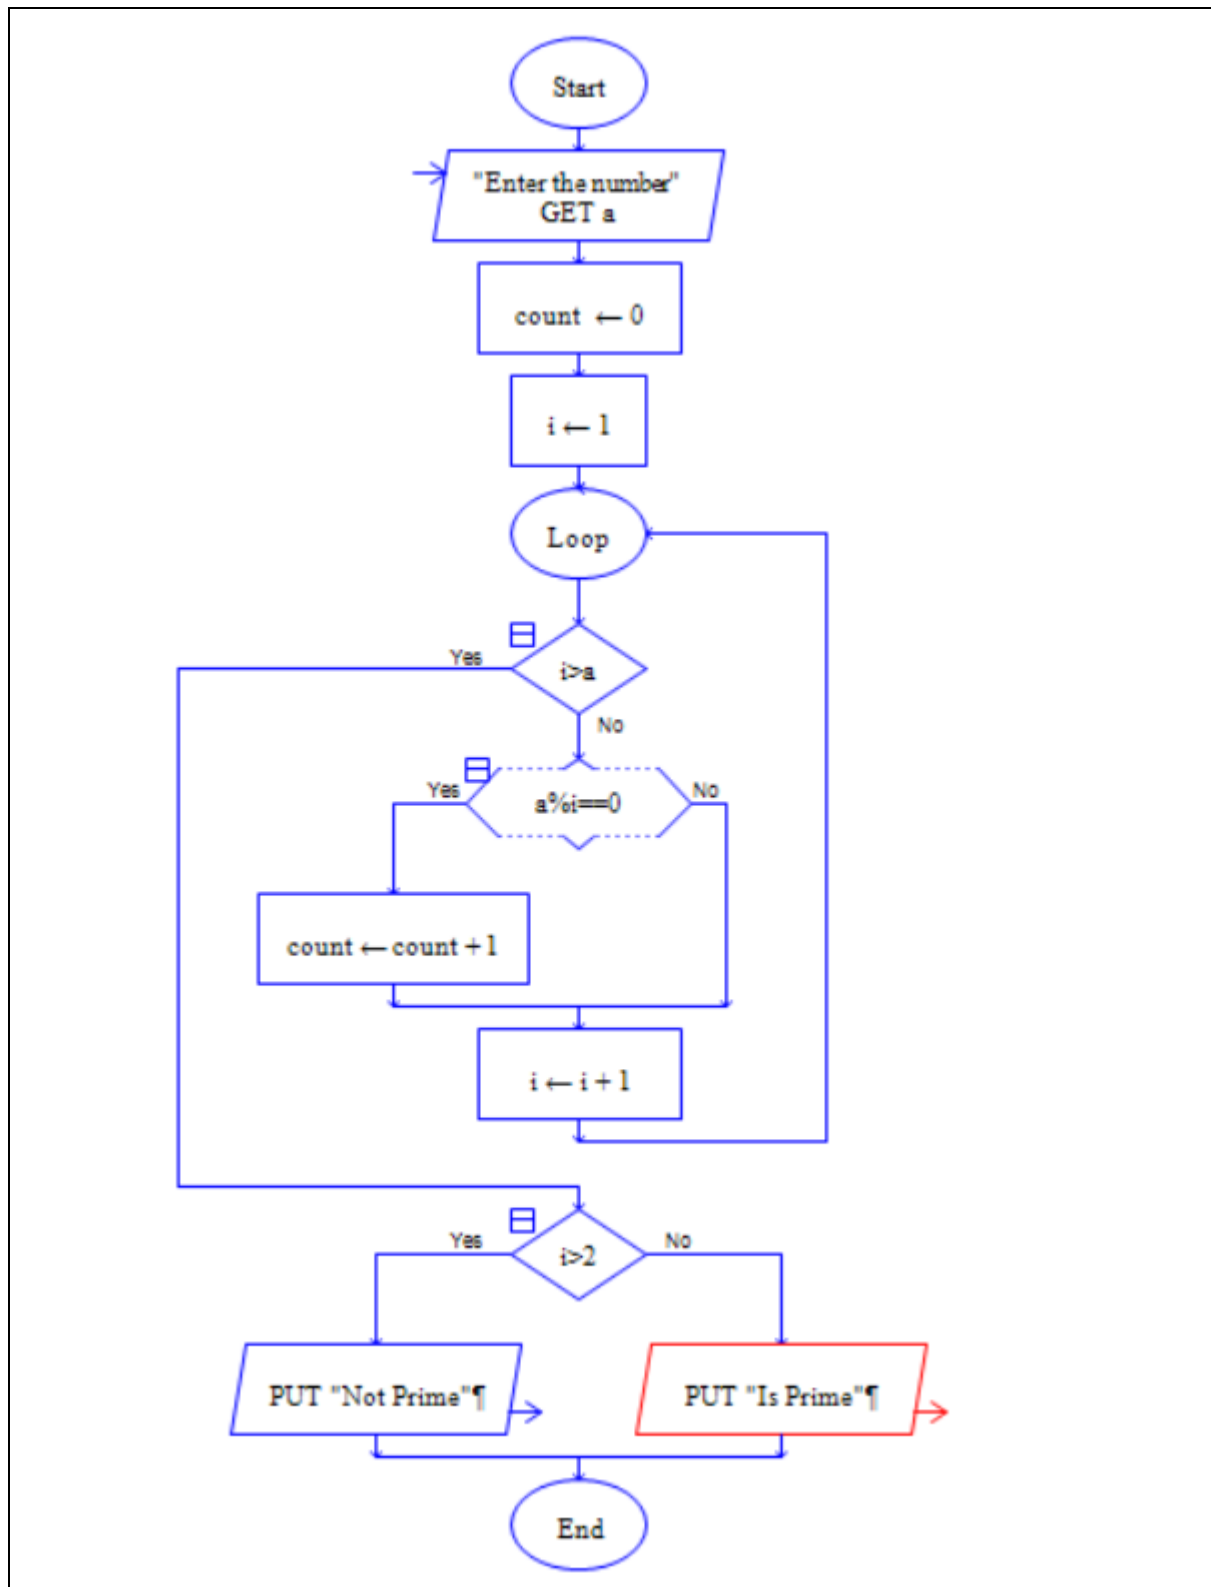 Start
"Enter the number"
GET a
count ← 0
i ← 1
Loop
Yes
i>a
No
Yes
a%i==0
No
count ← count + 1
i ← i + 1
Yes
i>2
No
PUT "Not Prime"¶
PUT "Is Prime"¶
End